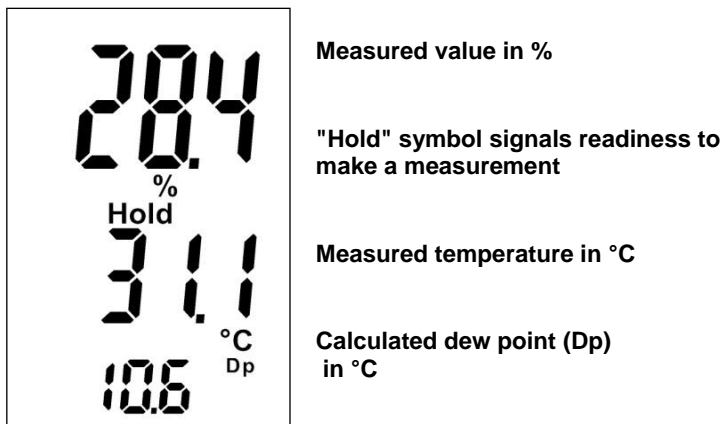 28.4
Measured value in %
%
Hold
"Hold" symbol signals readiness to
make a measurement
31.1
Measured temperature in °C
°C
Dp
10.6
Calculated dew point (Dp)
in °C